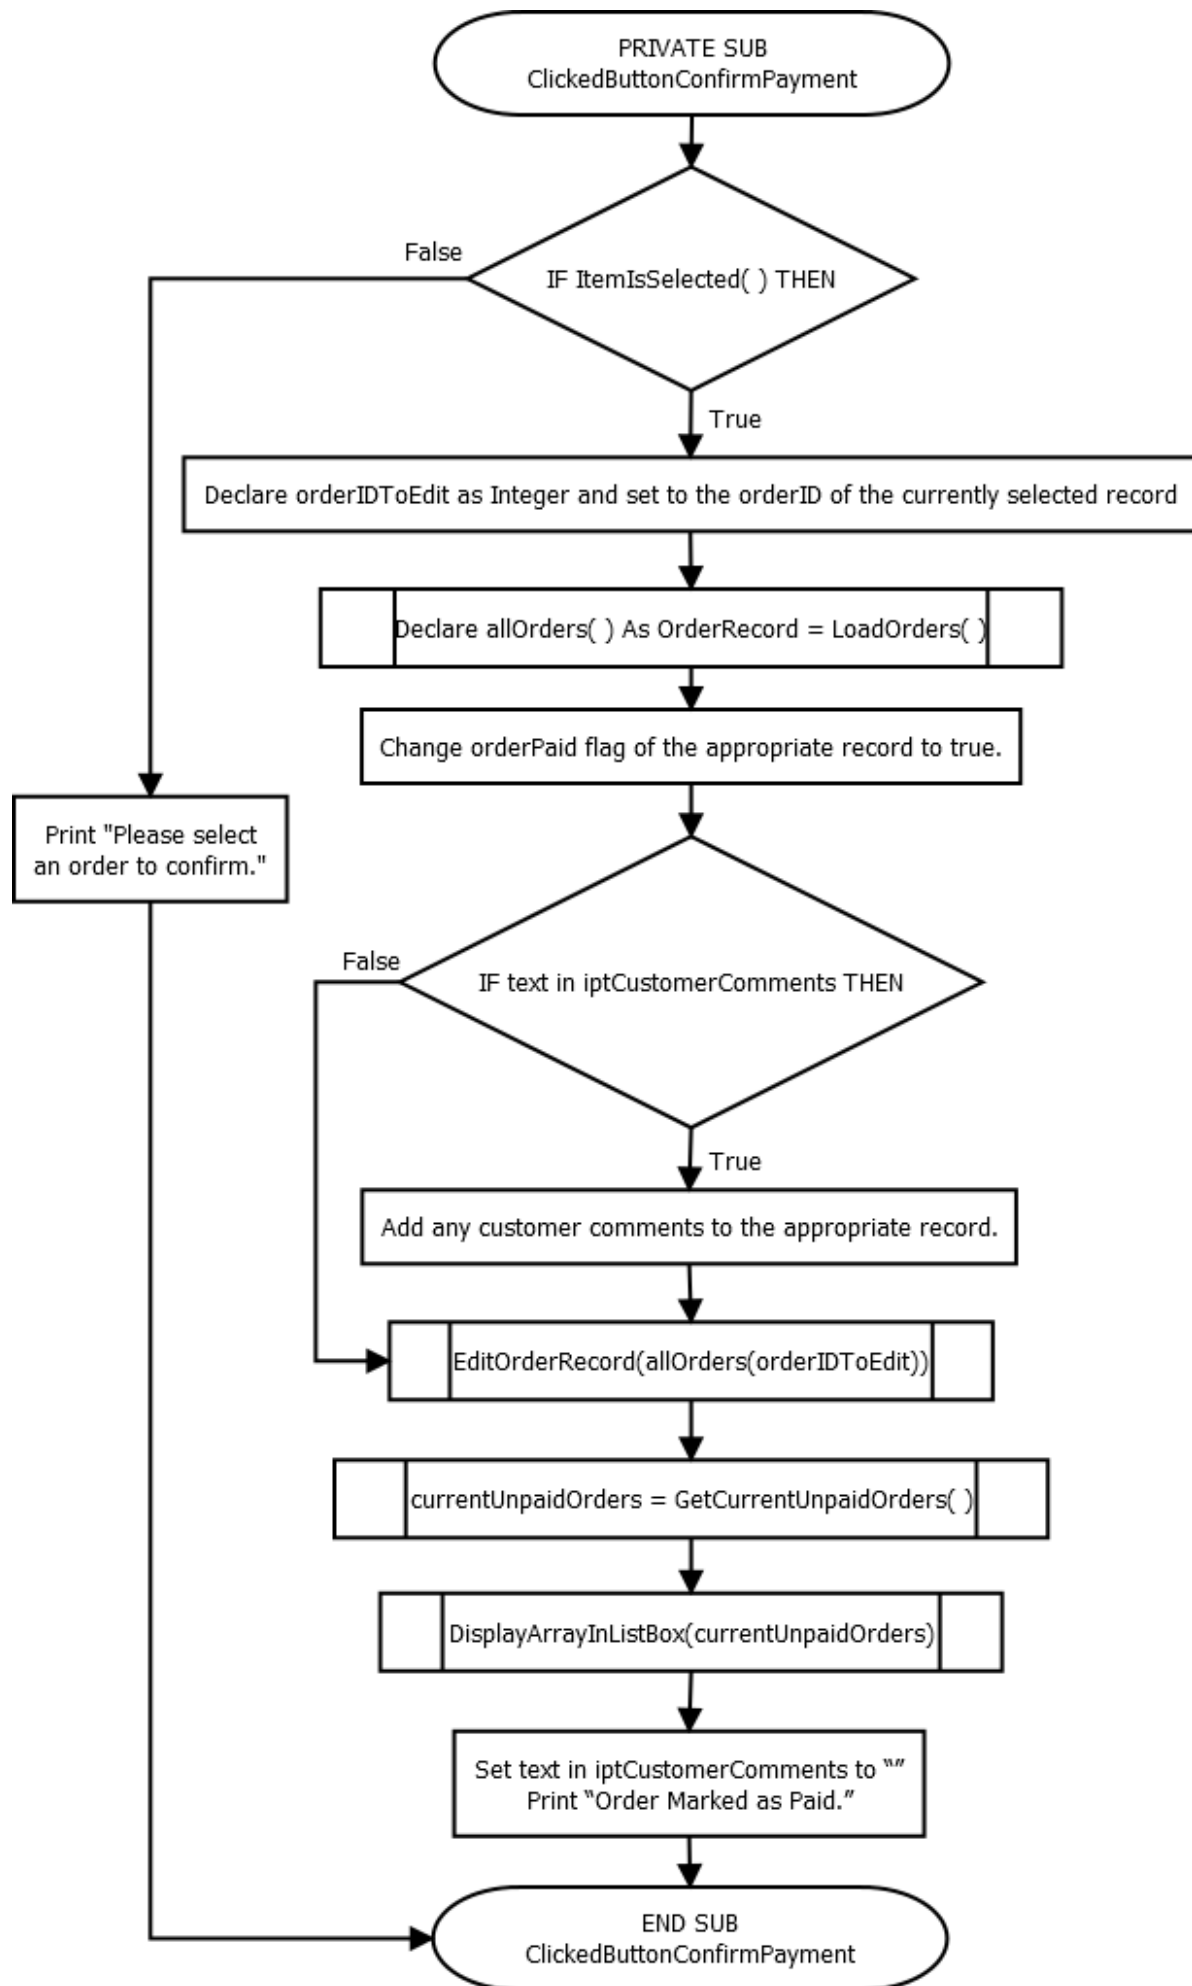 PRIVATE SUB
ClickedButtonConfirmPayment
False
IF ItemIsSelected( ) THEN
True
Declare orderIDToEdit as Integer and set to the orderID of the currently selected record
Declare allOrders( ) As OrderRecord = LoadOrders( )
Change orderPaid flag of the appropriate record to true.
Print "Please select
an order to confirm."
False
IF text in iptCustomerComments THEN
True
Add any customer comments to the appropriate record.
EditOrderRecord(allOrders(orderIDToEdit))
currentUnpaidOrders = GetCurrentUnpaidOrders( )
DisplayArrayInListBox(currentUnpaidOrders)
Set text in iptCustomerComments to “”
Print “Order Marked as Paid.”
END SUB
ClickedButtonConfirmPayment